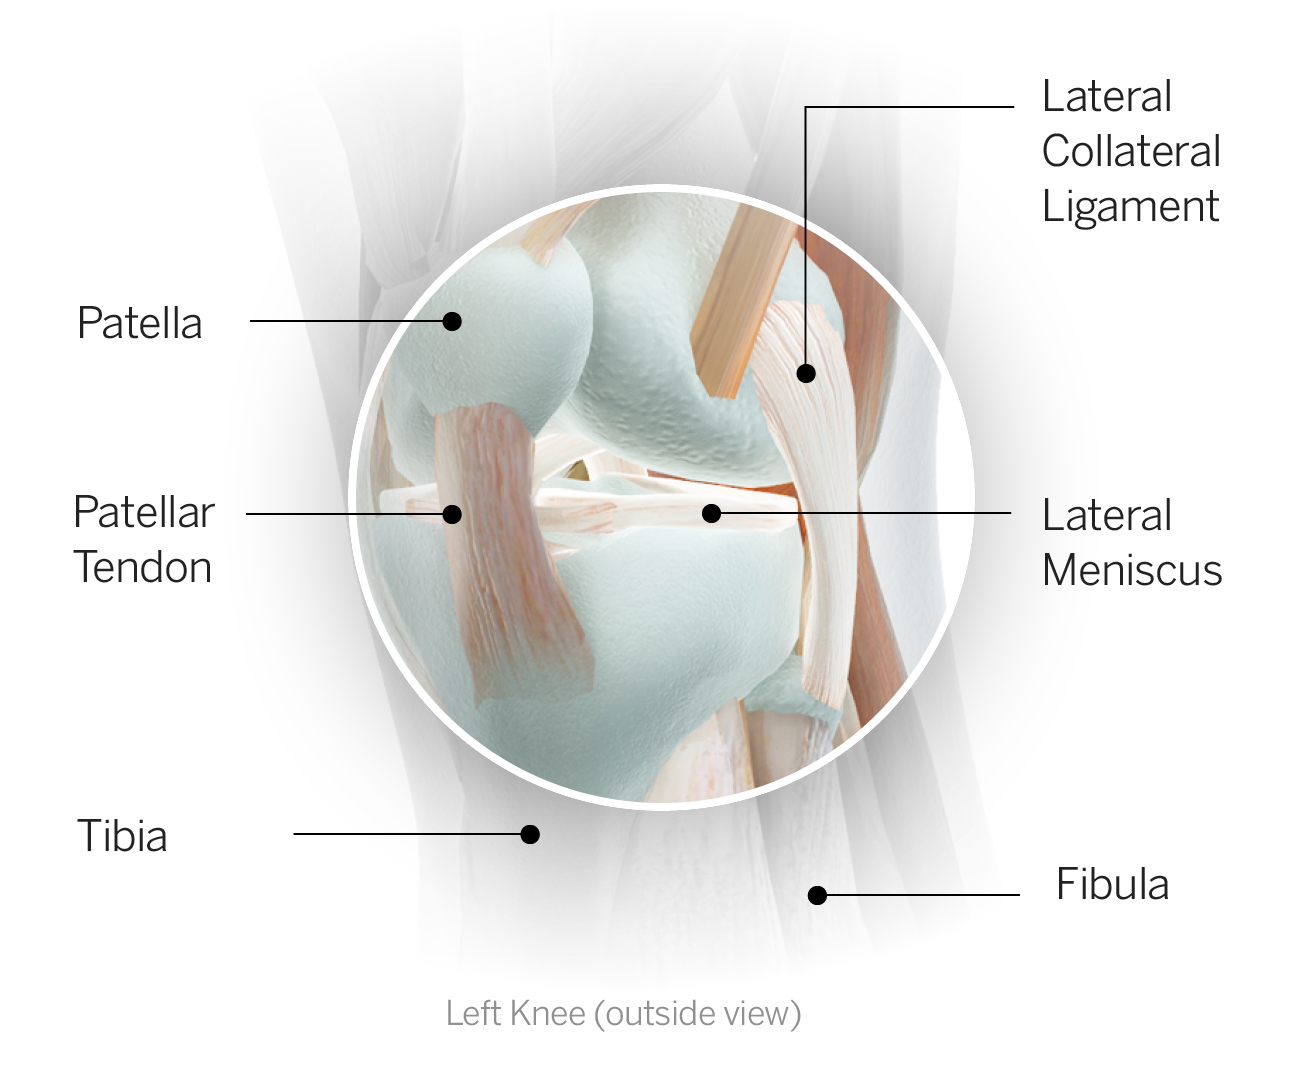 Lateral
Collateral
Ligament
Patella
Patellar
Tendon
Lateral
Meniscus
Tibia
Fibula
Left Knee (outside view)